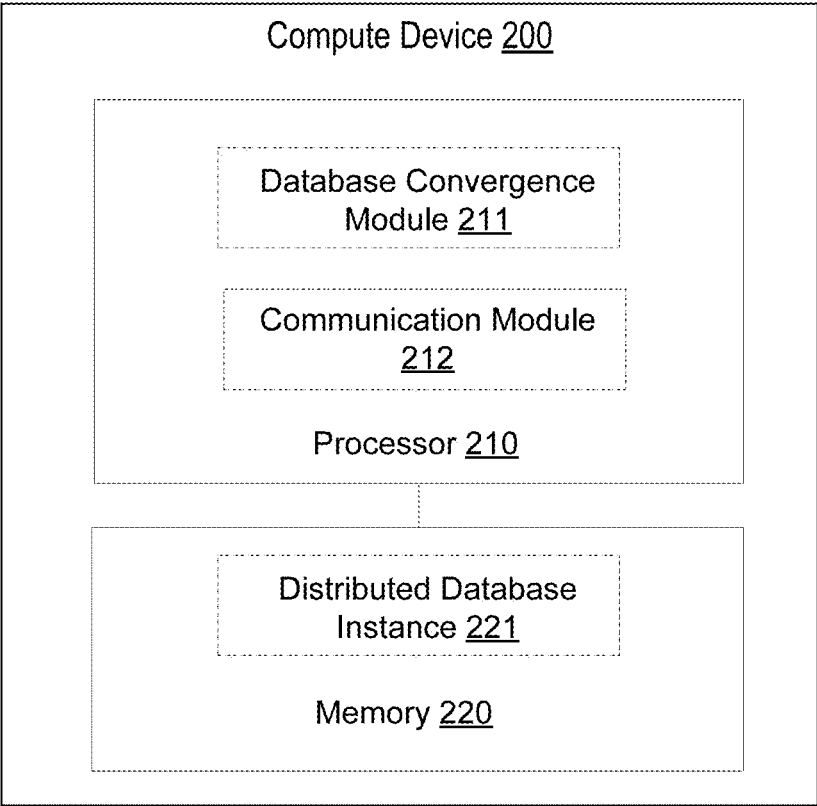 Compute Device 200
Database Convergence
Module 211
Communication Module
212
Processor 210
Distributed Database
Instance 221
Memory 220